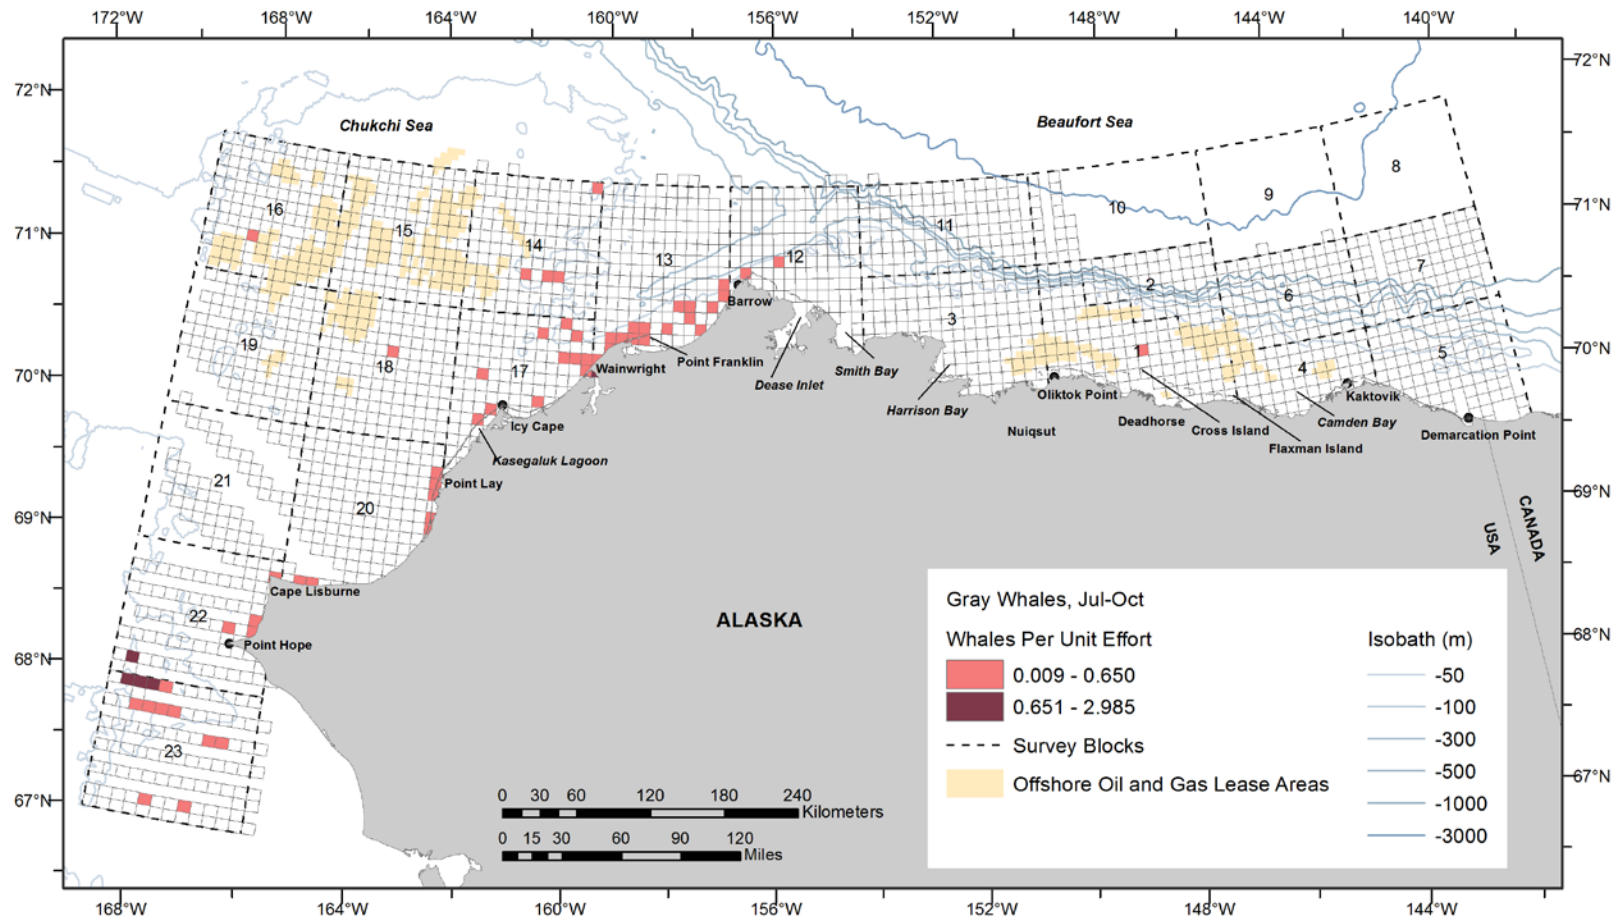 172°W 168°W 164°W 160°W 156°W 152°W 148°W 144°W 140°W
72°N 72°N
Chukchi Sea
Beaufort Sea
8
9
10
16
15
14
11
13
12
71°N 71°N
2
7
6
3
19
18
17
1
4
5
Barrow
Point Franklin
Wainwright
Dease Inlet
Smith Bay
Harrison Bay
70°N 70°N
Oliktok Point
Kaktovik
Icy Cape
Nuiqsut
Deadhorse
Cross Island
Camden Bay
Flaxman Island
Demarcation Point
Kasegaluk Lagoon
Point Lay
21
20
69°N 69°N
USA
CANADA
Cape Lisburne
22
Point Hope
ALASKA
68°N 68°N
23
67°N 67°N
Gray Whales, Jul-Oct
Whales Per Unit Effort
0.009 - 0.650
0.651 - 2.985
Survey Blocks
Offshore Oil and Gas Lease Areas
Isobath (m)
-50
-100
-300
-500
-1000
-3000
0 30 60 120 180 240
Kilometers
0 15 30 60 90 120
Miles
168°W 164°W 160°W 156°W 152°W 148°W 144°W